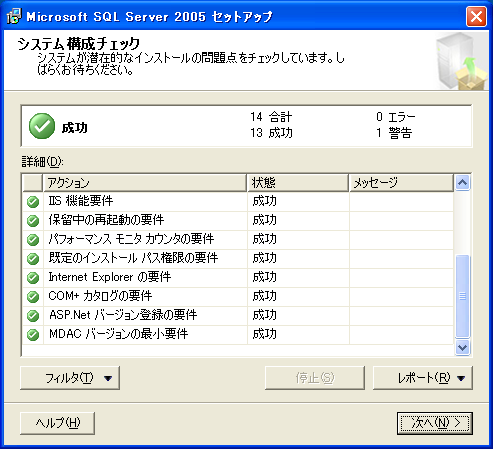 Microsoft SQL Server 2005 セットアップ
システム構成チェック
システムが潜在的なインストールの問題点をチェックしています。し
ばらくお待ちください。
成功
14 合計
0 エラー
13 成功
1 警告
詳細(D):
アクション 状態 メッセージ
IIS 機能要件 成功
保留中の再起動の要件 成功
パフォーマンス モニタ カウンタの要件 成功
既定のインストール パス権限の要件 成功
Internet Explorer の要件 成功
COM+ カタログの要件 成功
ASP.Net バージョン登録の要件 成功
MDAC バージョンの最小要件 成功
フィルタ(T)
停止(S)
レポート(R)
ヘルプ(H)
次へ(N) >